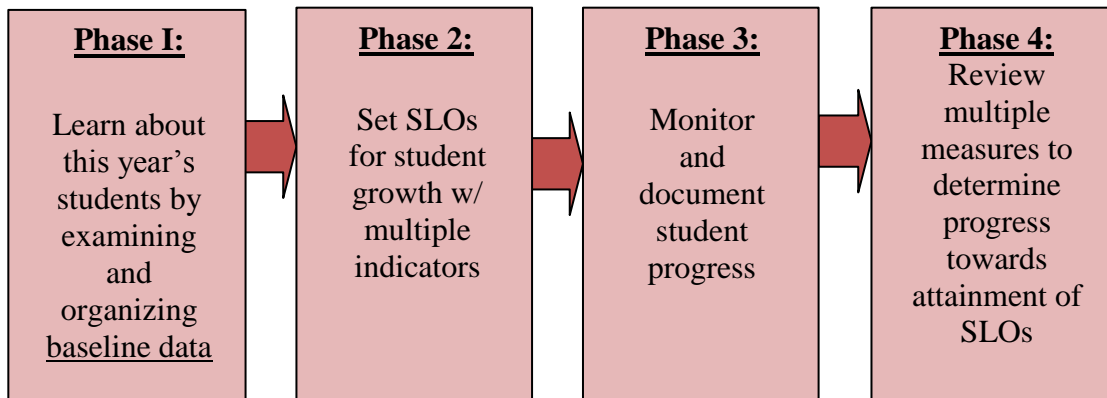 Phase I:
Learn about
this year's
students by
examining
and
organizing
baseline data
Phase 2:
Set SLOs
for student
growth w/
multiple
indicators
Phase 3:
Monitor
and
document
student
progress
Phase 4:
Review
multiple
measures to
determine
progress
towards
attainment of
SLOs